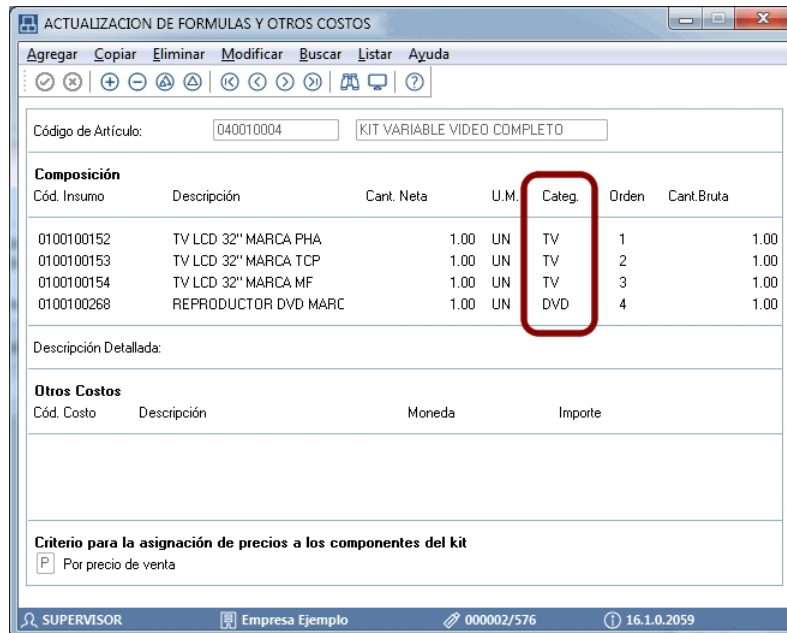 ACTUALIZACION DE FORMULAS Y OTROS COSTOS
Agregar Copiar Eliminar Modificar Buscar Listar Ayuda
Código de Artículo: 040010004 KIT VARIABLE VIDEO COMPLETO
Composición
Cód. Insumo Descripción Cant. Neta U.M. Categ. Orden Cant.Bruta
0100100152 TV LCD 32" MARCA PHA 1.00 UN TV 1 1.00
0100100153 TV LCD 32" MARCA TCP 1.00 UN TV 2 1.00
0100100154 TV LCD 32" MARCA MF 1.00 UN TV 3 1.00
0100100268 REPRODUCTOR DVD MARC 1.00 UN DVD 4 1.00
Descripción Detallada:
Otros Costos
Cód. Costo Descripción Moneda Importe
Criterio para la asignación de precios a los componentes del kit
P Por precio de venta
SUPERVISOR Empresa Ejemplo 000002/576 16.1.0.2059